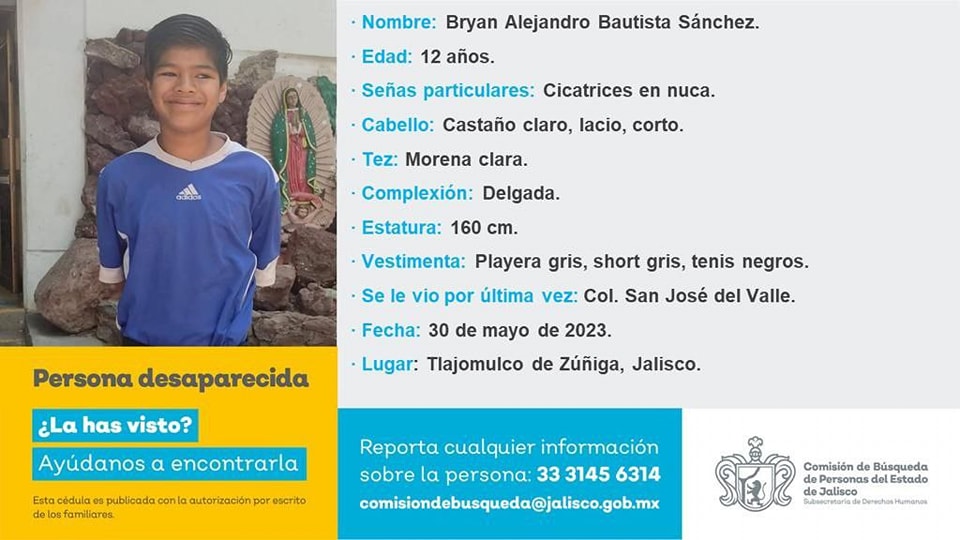 · Nombre: Bryan Alejandro Bautista Sánchez.
· Edad: 12 años.
· Señas particulares: Cicatrices en nuca.
· Cabello: Castaño claro, lacio, corto.
· Tez: Morena clara.
· Complexión: Delgada.
· Estatura: 160 cm.
· Vestimenta: Playera gris, short gris, tenis negros.
· Se le vio por última vez: Col. San José del Valle.
· Fecha: 30 de mayo de 2023.
· Lugar: Tlajomulco de Zúñiga, Jalisco.
adidas
Persona desaparecida
¿La has visto?
Ayúdanos a encontrarla
Esta cédula es publicada con la autorización por escrito
de los familiares.
Reporta cualquier información
sobre la persona: 33 3145 6314
comisiondebusqueda@jalisco.gob.mx
Comisión de Búsqueda
de Personas del Estado
de Jalisco
Subsecretaría de Derechos Humanos